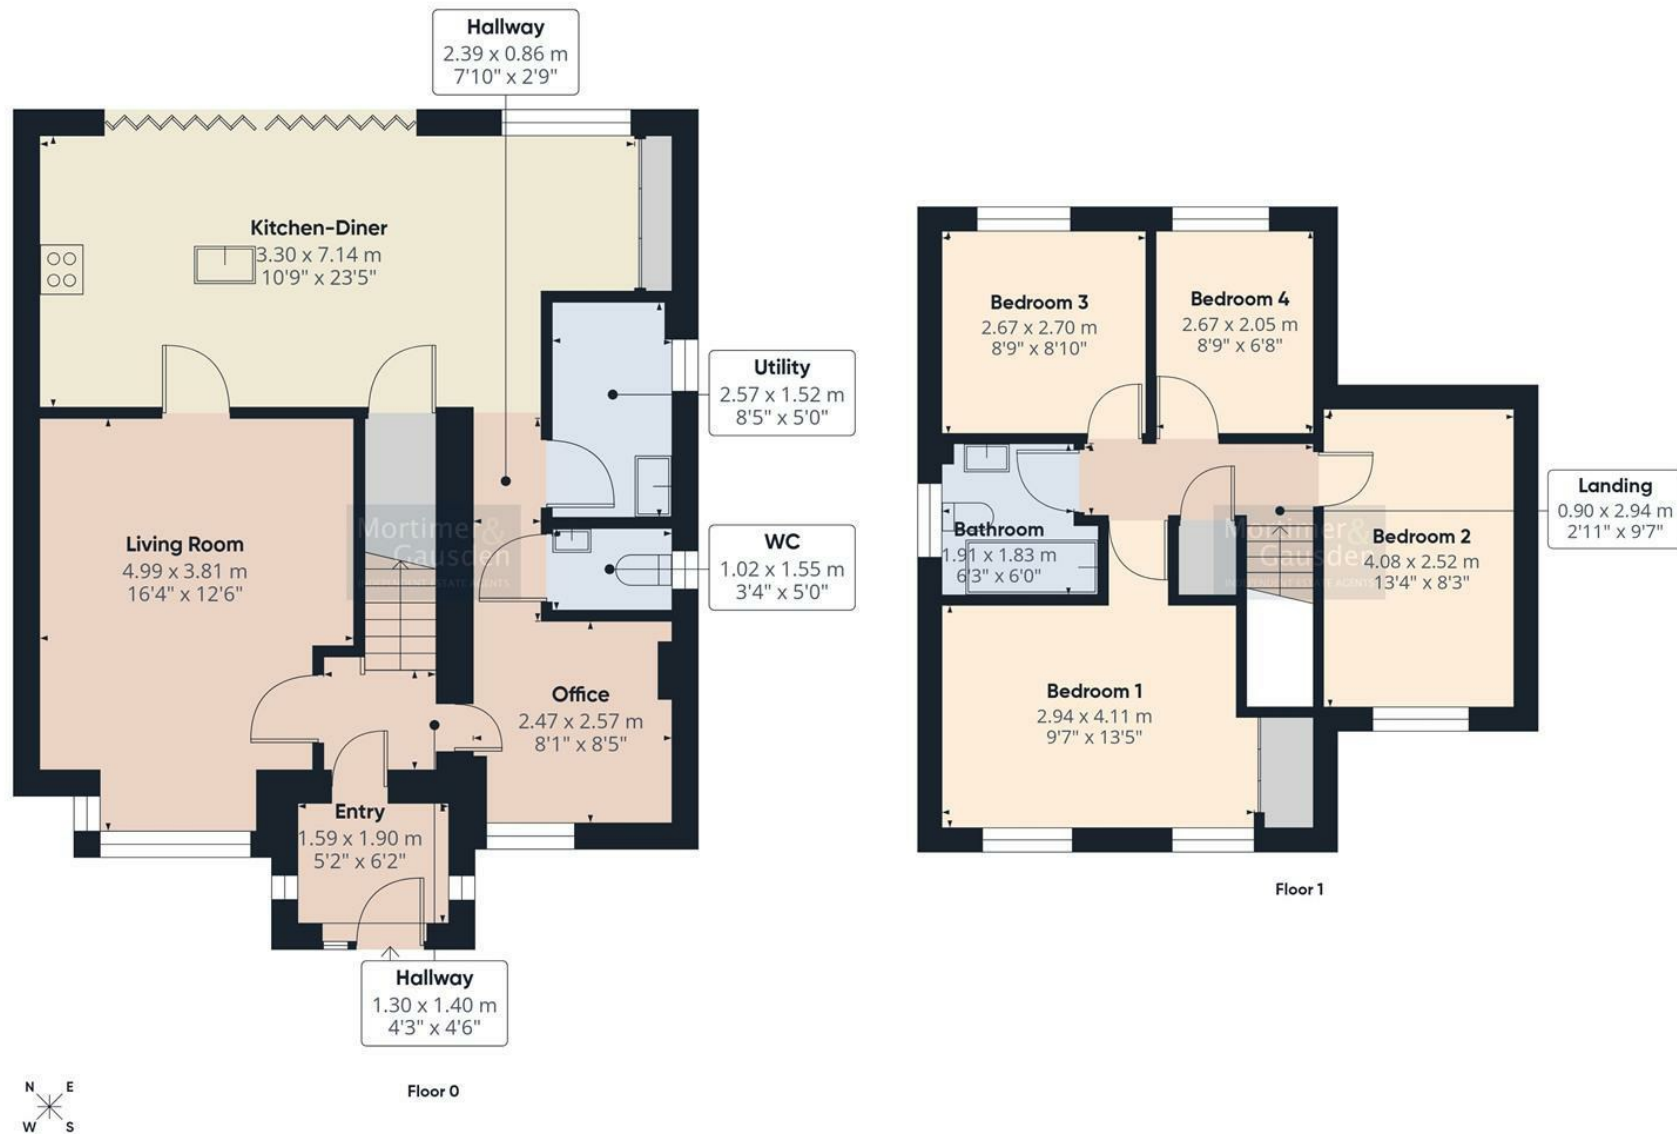 Hallway
2.39 x 0.86 m
7'10" x 2'9"
Kitchen-Diner
3.30 x 7.14 m
10'9" x 23'5"
Utility
2.57 x 1.52 m
8'5" x 5'0"
WC
1.02 x 1.55 m
3'4" x 5'0"
Living Room
4.99 x 3.81 m
16'4" x 12'6"
Mortimer&
Gausden
INDEPENDENT ESTATE AGENTS
Office
2.47 x 2.57 m
8'1" x 8'5"
Entry
1.59 x 1.90 m
5'2" x 6'2"
Hallway
1.30 x 1.40 m
4'3" x 4'6"
Floor 0
N E
W S
Bedroom 3
2.67 x 2.70 m
8'9" x 8'10"
Bedroom 4
2.67 x 2.05 m
8'9" x 6'8"
Landing
0.90 x 2.94 m
2'11" x 9'7"
Bathroom
1.91 x 1.83 m
6'3" x 6'0"
Mortimer&
Gausden
INDEPENDENT ESTATE AGENTS
Bedroom 2
4.08 x 2.52 m
13'4" x 8'3"
Bedroom 1
2.94 x 4.11 m
9'7" x 13'5"
Floor 1